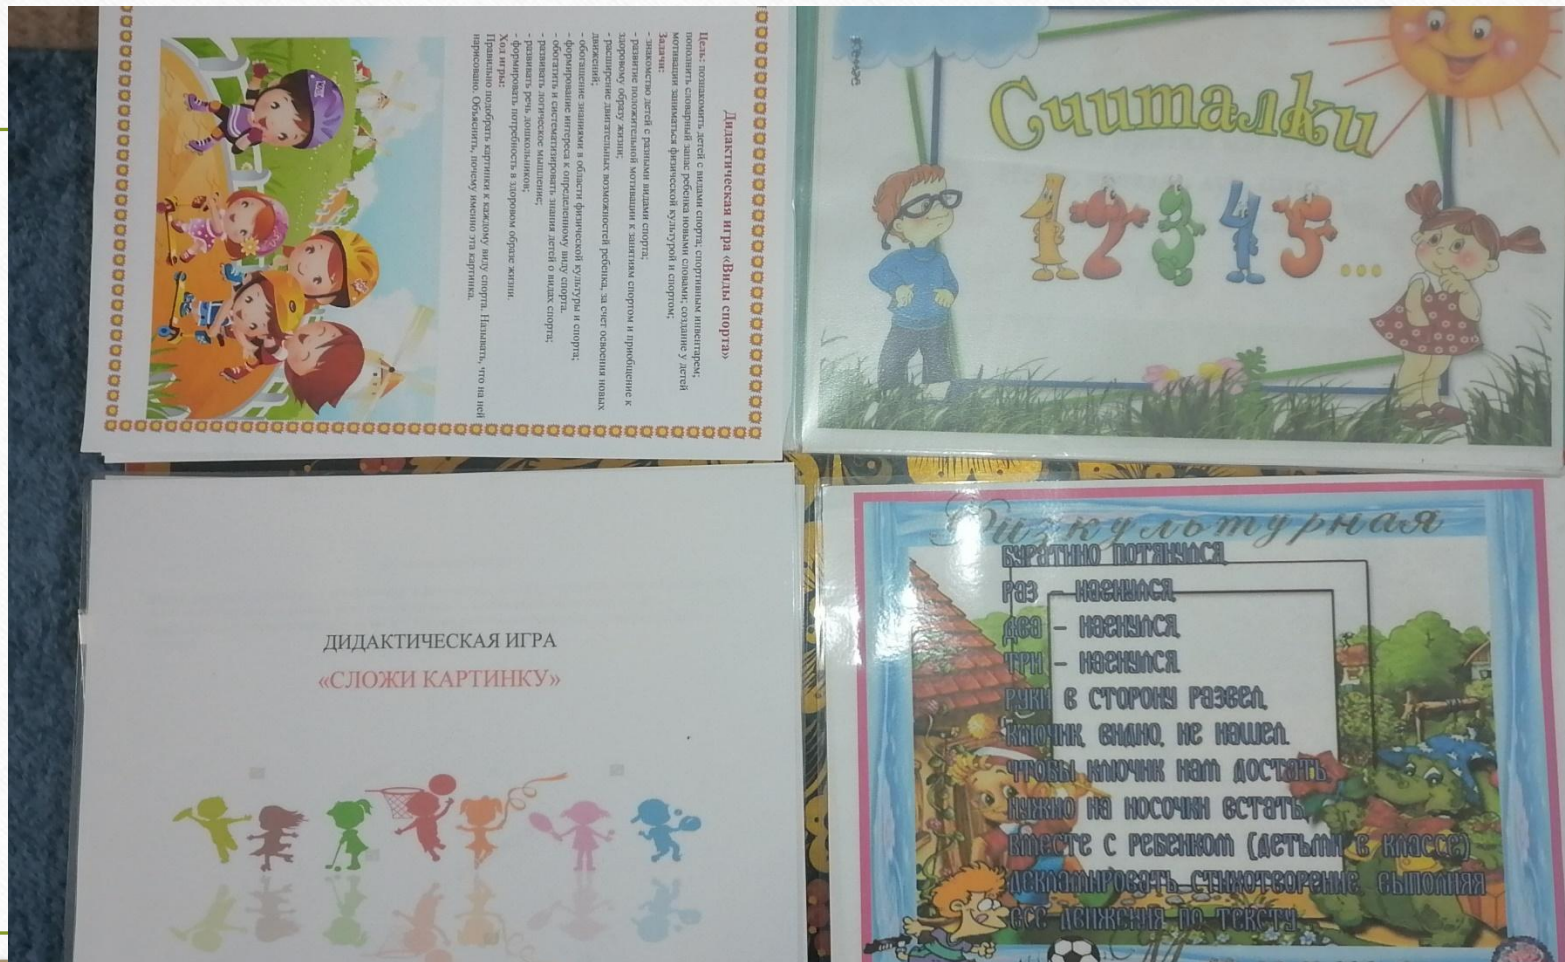 Дидактическая игра «Виды спорта»
Цель: познакомить детей с видами спорта; спортивным инвентарем;
пополнить словарный запас ребенка новыми словами; создание у детей
мотивации заниматься физической культурой и спортом;
Задачи:
- знакомство детей с разными видами спорта;
- развитие положительной мотивации к занятиям спортом и приобщение к
здоровому образу жизни;
- расширение двигательных возможностей ребенка, за счет освоения новых
движений;
- обогащение знаниями в области физической культуры и спорта;
- формирование интереса к определенному виду спорта.
- обогатить и систематизировать знания детей о видах спорта;
- развивать логическое мышление;
- развивать речь дошкольников;
- формировать потребность в здоровом образе жизни.
Ход игры:
Правильно подобрать картинки к каждому виду спорта. Называть, что на ней
нарисовано. Объяснить, почему именно эта картинка.
Считалки
1 2 3 4 5 ...
ДИДАКТИЧЕСКАЯ ИГРА
«СЛОЖИ КАРТИНКУ»
Физкультурная
БУРАТИНО ПОТЯНУЛСЯ,
РАЗ – НАГНУЛСЯ,
ДВА – НАГНУЛСЯ,
ТРИ – НАГНУЛСЯ.
РУКИ В СТОРОНУ РАЗВЕЛ,
КЛЮЧИК, ВИДНО, НЕ НАШЕЛ.
ЧТОБЫ КЛЮЧИК НАМ ДОСТАТЬ,
НУЖНО НА НОСОЧКИ ВСТАТЬ.
ВМЕСТЕ С РЕБЕНКОМ (ДЕТЬМИ В КЛАССЕ)
ДЕКЛАМИРОВАТЬ СТИХОТВОРЕНИЕ, ВЫПОЛНЯЯ
ВСЕ ДВИЖЕНИЯ ПО ТЕКСТУ.